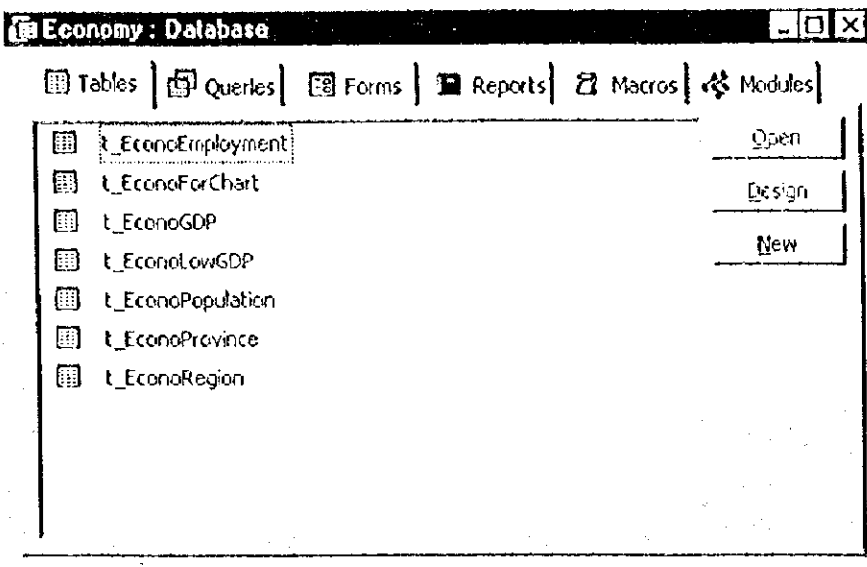 Economy : Database
Tables Queries Forms Reports Macros Modules
t_EconoEmployment
t_EconoForChart
t_EconoGDP
t_EconoLowGDP
t_EconoPopulation
t_EconoProvince
t_EconoRegion
Open
Design
New